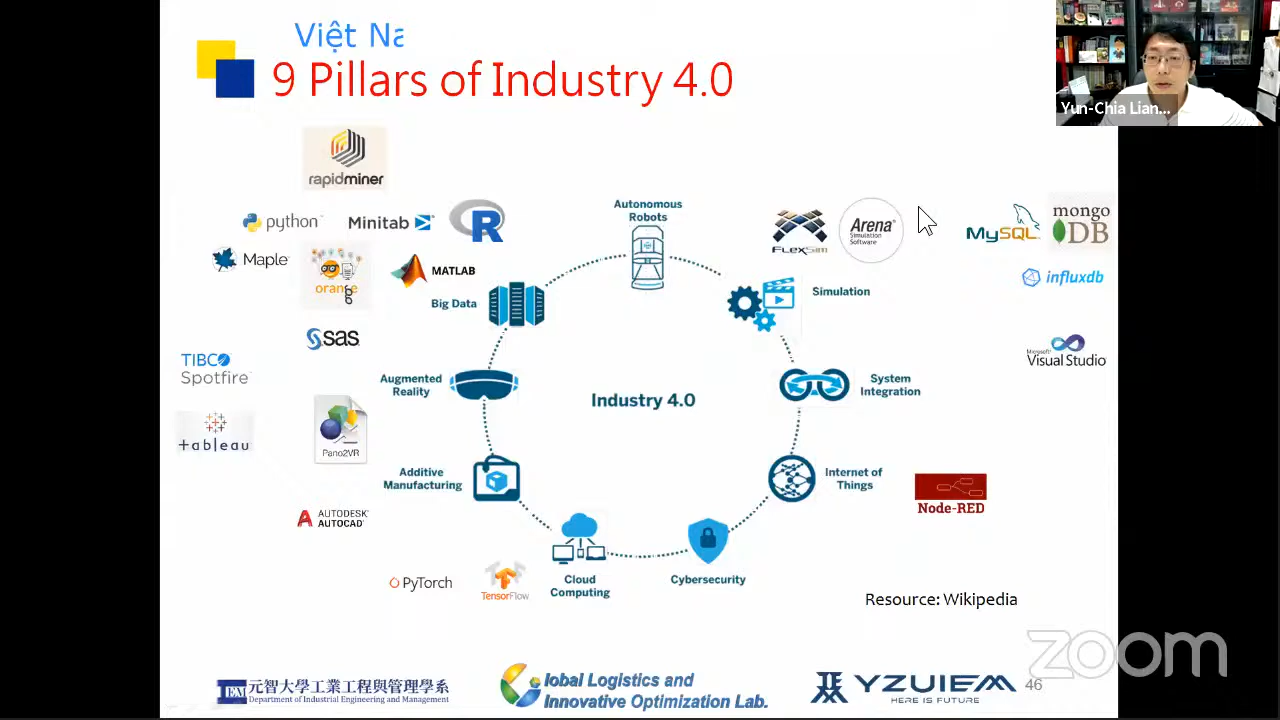 Việt Na
9 Pillars of Industry 4.0
Yun-Chia Lian...
rapidminer
python
Minitab
R
Maple
orange
MATLAB
Big Data
sas
TIBCO
Spotfire
+ableau
Augmented
Reality
Pano2VR
Additive
Manufacturing
AUTODESK
AUTOCAD
PyTorch
TensorFlow
Cloud
Computing
Autonomous
Robots
FLEXSIM
Arena
Simulation
Software
Simulation
MySQL
mongo
DB
influxdb
Microsoft
Visual Studio
System
Integration
Industry 4.0
Internet of
Things
Node-RED
Cybersecurity
Resource: Wikipedia
zoom
IEM 元智大學工業工程與管理學系
Department of Industrial Engineering and Management
Global Logistics and
Innovative Optimization Lab.
YZUIEM
HERE IS FUTURE
46